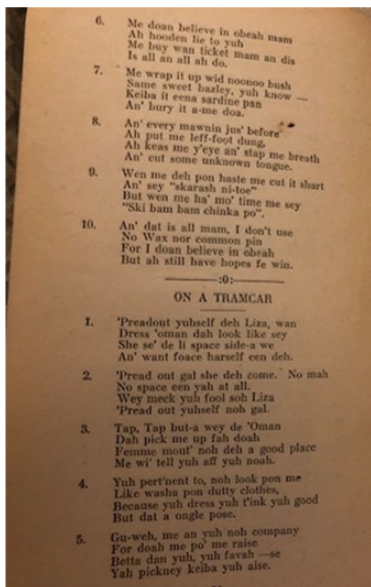 6. Me doan believe in obeah mam
Ah hooden lie to yuh
Me buy wan ticket mam an dis
Is all an all ah do.
7. Me wrap it up wid noonoo bush
Same sweet bazley, yuh know —
Keiba it eena sardine pan
An' bury it a-me doa.
8. An' every mawnin jus' before
Ah put me leff-foot dung,
Ah keas me y'eye an' stap me breath
An' cut some unknown tongue.
9. Wen me deh pon haste me cut it shart
An' sey "skarash ni-toe"
But wen me ha' mo' time me sey
"Ski bam bam chinka po".
10. An' dat is all mam, I don't use
No Wax nor common pin
For I doan believe in obeah
But ah still have hopes fe win.
:0:
ON A TRAMCAR
1. 'Preadout yuhself deh Liza, wan
Dress 'oman dah look like sey
She se' de li space side-a we
An' want foace harself een deh.
2. 'Pread out gal she deh come. No mah
No space een yah at all.
Wey meck yuh fool soh Liza
'Pread out yuhself noh gal.
3. Tap, Tap but-a wey de 'Oman
Dah pick me up fah doah
Femme mout' noh deh a good place
Me wi' tell yuh aff yuh noah.
4. Yuh pert'nent to, noh look pon me
Like washa pon dutty clothes,
Because yuh dress yuh t'ink yuh good
But dat a ongle pose.
5. Gu-weh, me an yuh noh company
For doah me po' me raise
Betta dan yuh, yuh favah —se
Yah pickney keiba yuh aise.